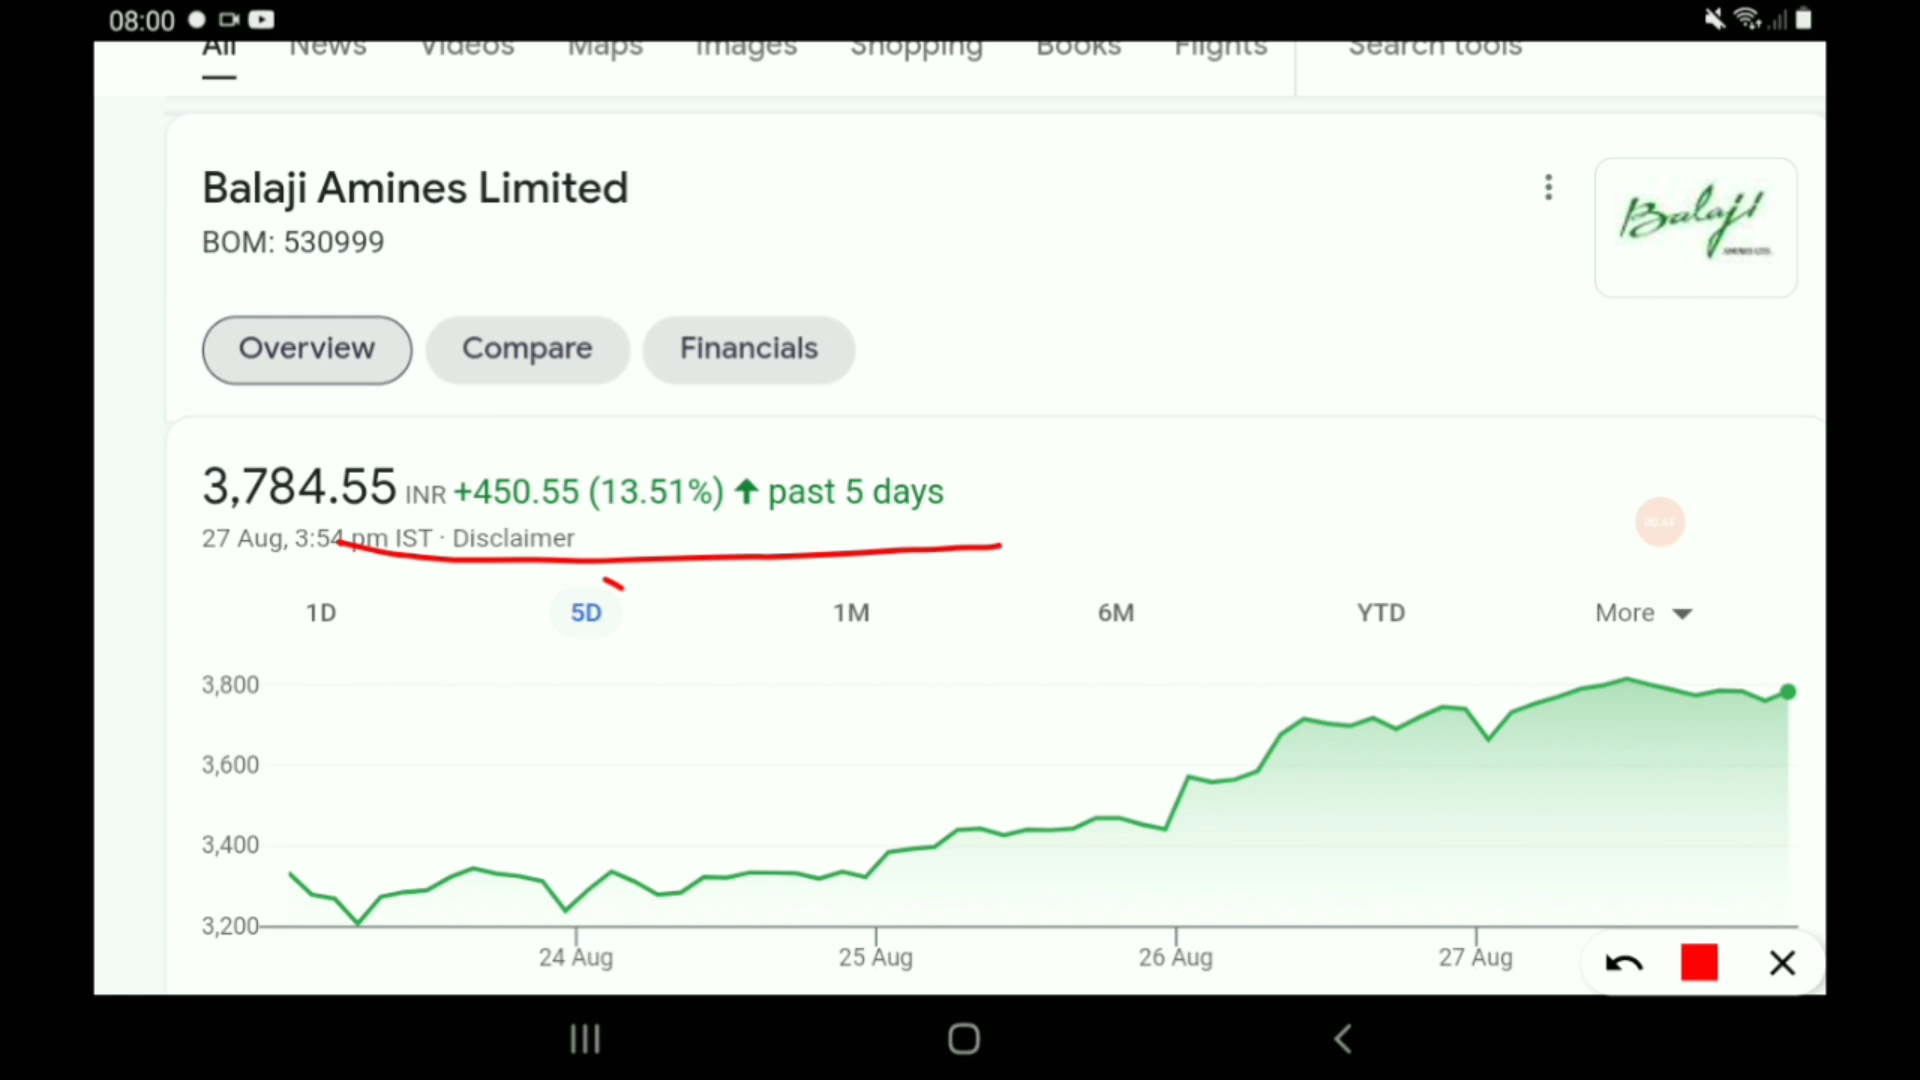 08:00
All News Videos Maps Images Shopping Books Flights Search tools
Balaji Amines Limited
BOM: 530999
Balaji
Overview Compare Financials
3,784.55 INR +450.55 (13.51%) ↑ past 5 days
27 Aug, 3:54 pm IST · Disclaimer
00:44
1D 5D 1M 6M YTD More
3,800
3,600
3,400
3,200
24 Aug 25 Aug 26 Aug 27 Aug